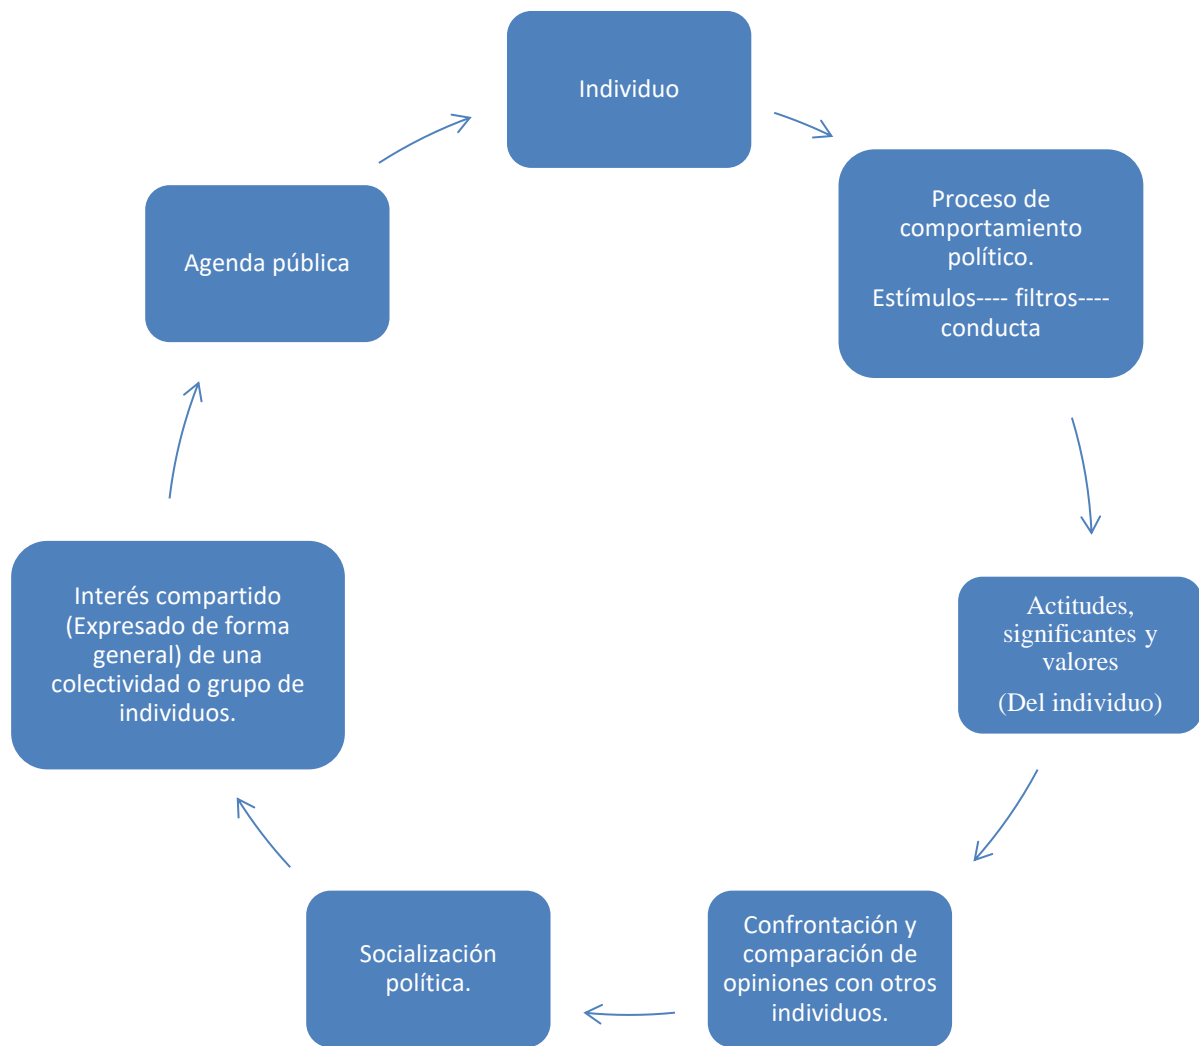 Individuo
Proceso de
comportamiento
político.
Estímulos---- filtros----
conducta
Actitudes,
significantes y
valores
(Del individuo)
Confrontación y
comparación de
opiniones con otros
individuos.
Socialización
política.
Interés compartido
(Expresado de forma
general) de una
colectividad o grupo de
individuos.
Agenda pública